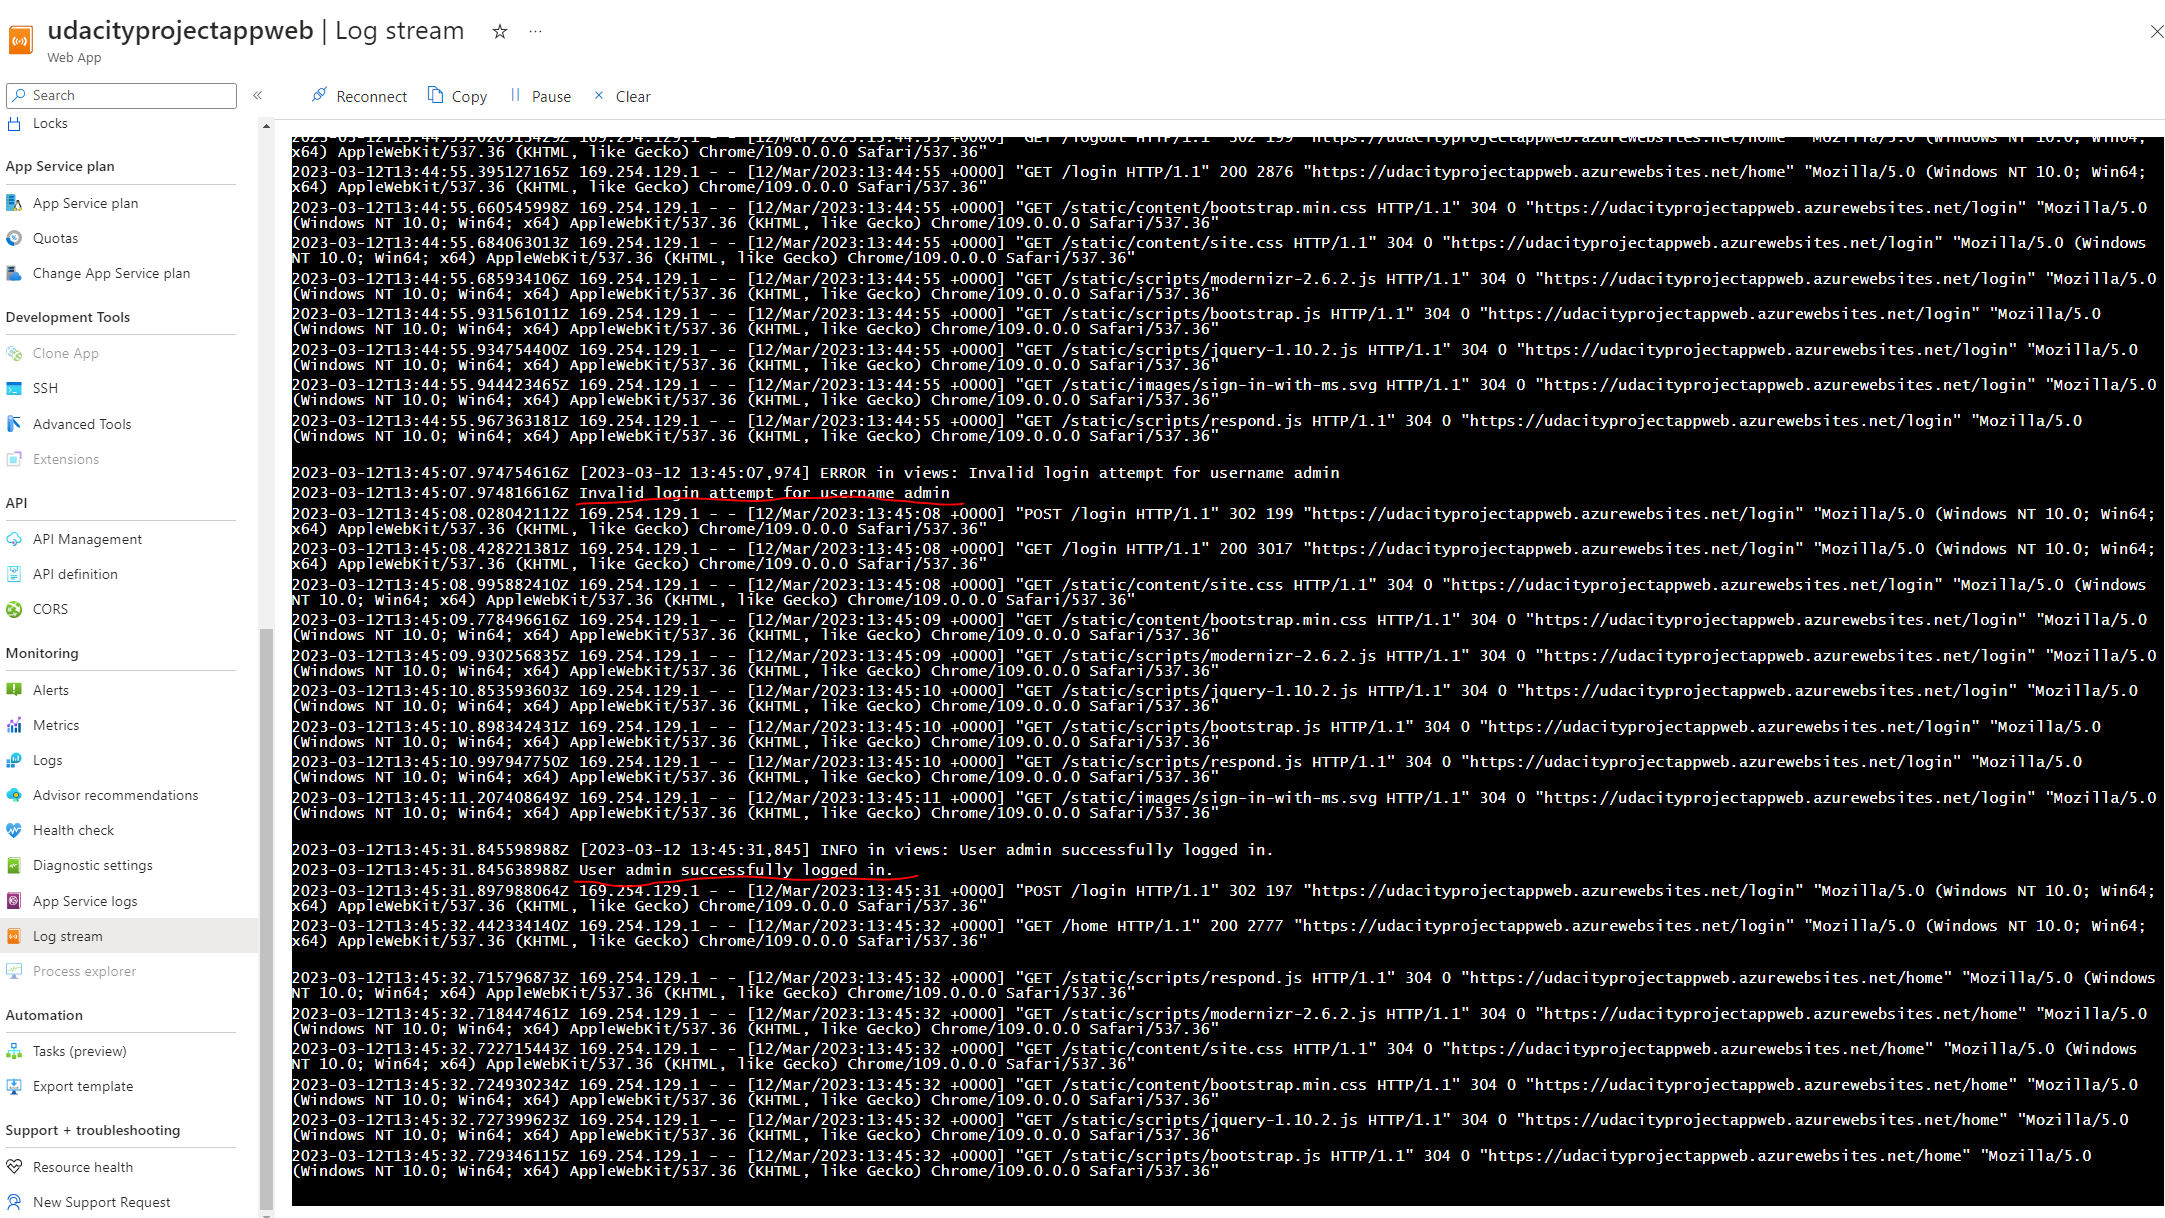 udacityprojectappweb | Log stream ☆ ...
Web App
Search
«
Reconnect Copy Pause Clear
Locks
App Service plan
App Service plan
Quotas
Change App Service plan
Development Tools
Clone App
SSH
Advanced Tools
Extensions
API
API Management
API definition
CORS
Monitoring
Alerts
Metrics
Logs
Advisor recommendations
Health check
Diagnostic settings
App Service logs
Log stream
Process explorer
Automation
Tasks (preview)
Export template
Support + troubleshooting
Resource health
New Support Request
2023-03-12T13:44:55.020513429Z 169.254.129.1 - - [12/Mar/2023:13:44:55 +0000] "GET /logout HTTP/1.1" 302 199 "https://udacityprojectappweb.azurewebsites.net/home" "Mozilla/5.0 (Windows NT 10.0; Win64;
x64) AppleWebKit/537.36 (KHTML, like Gecko) Chrome/109.0.0.0 Safari/537.36"
2023-03-12T13:44:55.395127165Z 169.254.129.1 - - [12/Mar/2023:13:44:55 +0000] "GET /login HTTP/1.1" 200 2876 "https://udacityprojectappweb.azurewebsites.net/home" "Mozilla/5.0 (Windows NT 10.0; Win64;
x64) AppleWebKit/537.36 (KHTML, like Gecko) Chrome/109.0.0.0 Safari/537.36"
2023-03-12T13:44:55.660545998Z 169.254.129.1 - - [12/Mar/2023:13:44:55 +0000] "GET /static/content/bootstrap.min.css HTTP/1.1" 304 0 "https://udacityprojectappweb.azurewebsites.net/login" "Mozilla/5.0
(Windows NT 10.0; Win64; x64) AppleWebKit/537.36 (KHTML, like Gecko) Chrome/109.0.0.0 Safari/537.36"
2023-03-12T13:44:55.684063013Z 169.254.129.1 - - [12/Mar/2023:13:44:55 +0000] "GET /static/content/site.css HTTP/1.1" 304 0 "https://udacityprojectappweb.azurewebsites.net/login" "Mozilla/5.0 (Windows
NT 10.0; Win64; x64) AppleWebKit/537.36 (KHTML, like Gecko) Chrome/109.0.0.0 Safari/537.36"
2023-03-12T13:44:55.685934106Z 169.254.129.1 - - [12/Mar/2023:13:44:55 +0000] "GET /static/scripts/modernizr-2.6.2.js HTTP/1.1" 304 0 "https://udacityprojectappweb.azurewebsites.net/login" "Mozilla/5.0
(Windows NT 10.0; Win64; x64) AppleWebKit/537.36 (KHTML, like Gecko) Chrome/109.0.0.0 Safari/537.36"
2023-03-12T13:44:55.931561011Z 169.254.129.1 - - [12/Mar/2023:13:44:55 +0000] "GET /static/scripts/bootstrap.js HTTP/1.1" 304 0 "https://udacityprojectappweb.azurewebsites.net/login" "Mozilla/5.0
(Windows NT 10.0; Win64; x64) AppleWebKit/537.36 (KHTML, like Gecko) Chrome/109.0.0.0 Safari/537.36"
2023-03-12T13:44:55.934754400Z 169.254.129.1 - - [12/Mar/2023:13:44:55 +0000] "GET /static/scripts/jquery-1.10.2.js HTTP/1.1" 304 0 "https://udacityprojectappweb.azurewebsites.net/login" "Mozilla/5.0
(Windows NT 10.0; Win64; x64) AppleWebKit/537.36 (KHTML, like Gecko) Chrome/109.0.0.0 Safari/537.36"
2023-03-12T13:44:55.944423465Z 169.254.129.1 - - [12/Mar/2023:13:44:55 +0000] "GET /static/images/sign-in-with-ms.svg HTTP/1.1" 304 0 "https://udacityprojectappweb.azurewebsites.net/login" "Mozilla/5.0
(Windows NT 10.0; Win64; x64) AppleWebKit/537.36 (KHTML, like Gecko) Chrome/109.0.0.0 Safari/537.36"
2023-03-12T13:44:55.967363181Z 169.254.129.1 - - [12/Mar/2023:13:44:55 +0000] "GET /static/scripts/respond.js HTTP/1.1" 304 0 "https://udacityprojectappweb.azurewebsites.net/login" "Mozilla/5.0
(Windows NT 10.0; Win64; x64) AppleWebKit/537.36 (KHTML, like Gecko) Chrome/109.0.0.0 Safari/537.36"
2023-03-12T13:45:07.974754616Z [2023-03-12 13:45:07,974] ERROR in views: Invalid login attempt for username admin
2023-03-12T13:45:07.974816616Z Invalid login attempt for username admin
2023-03-12T13:45:08.028042112Z 169.254.129.1 - - [12/Mar/2023:13:45:08 +0000] "POST /login HTTP/1.1" 302 199 "https://udacityprojectappweb.azurewebsites.net/login" "Mozilla/5.0 (Windows NT 10.0; Win64;
x64) AppleWebKit/537.36 (KHTML, like Gecko) Chrome/109.0.0.0 Safari/537.36"
2023-03-12T13:45:08.428221381Z 169.254.129.1 - - [12/Mar/2023:13:45:08 +0000] "GET /login HTTP/1.1" 200 3017 "https://udacityprojectappweb.azurewebsites.net/login" "Mozilla/5.0 (Windows NT 10.0; Win64;
x64) AppleWebKit/537.36 (KHTML, like Gecko) Chrome/109.0.0.0 Safari/537.36"
2023-03-12T13:45:08.995882410Z 169.254.129.1 - - [12/Mar/2023:13:45:08 +0000] "GET /static/content/site.css HTTP/1.1" 304 0 "https://udacityprojectappweb.azurewebsites.net/login" "Mozilla/5.0 (Windows
NT 10.0; Win64; x64) AppleWebKit/537.36 (KHTML, like Gecko) Chrome/109.0.0.0 Safari/537.36"
2023-03-12T13:45:09.778496616Z 169.254.129.1 - - [12/Mar/2023:13:45:09 +0000] "GET /static/content/bootstrap.min.css HTTP/1.1" 304 0 "https://udacityprojectappweb.azurewebsites.net/login" "Mozilla/5.0
(Windows NT 10.0; Win64; x64) AppleWebKit/537.36 (KHTML, like Gecko) Chrome/109.0.0.0 Safari/537.36"
2023-03-12T13:45:09.930256835Z 169.254.129.1 - - [12/Mar/2023:13:45:09 +0000] "GET /static/scripts/modernizr-2.6.2.js HTTP/1.1" 304 0 "https://udacityprojectappweb.azurewebsites.net/login" "Mozilla/5.0
(Windows NT 10.0; Win64; x64) AppleWebKit/537.36 (KHTML, like Gecko) Chrome/109.0.0.0 Safari/537.36"
2023-03-12T13:45:10.853593603Z 169.254.129.1 - - [12/Mar/2023:13:45:10 +0000] "GET /static/scripts/jquery-1.10.2.js HTTP/1.1" 304 0 "https://udacityprojectappweb.azurewebsites.net/login" "Mozilla/5.0
(Windows NT 10.0; Win64; x64) AppleWebKit/537.36 (KHTML, like Gecko) Chrome/109.0.0.0 Safari/537.36"
2023-03-12T13:45:10.898342431Z 169.254.129.1 - - [12/Mar/2023:13:45:10 +0000] "GET /static/scripts/bootstrap.js HTTP/1.1" 304 0 "https://udacityprojectappweb.azurewebsites.net/login" "Mozilla/5.0
(Windows NT 10.0; Win64; x64) AppleWebKit/537.36 (KHTML, like Gecko) Chrome/109.0.0.0 Safari/537.36"
2023-03-12T13:45:10.997947750Z 169.254.129.1 - - [12/Mar/2023:13:45:10 +0000] "GET /static/scripts/respond.js HTTP/1.1" 304 0 "https://udacityprojectappweb.azurewebsites.net/login" "Mozilla/5.0
(Windows NT 10.0; Win64; x64) AppleWebKit/537.36 (KHTML, like Gecko) Chrome/109.0.0.0 Safari/537.36"
2023-03-12T13:45:11.207408649Z 169.254.129.1 - - [12/Mar/2023:13:45:11 +0000] "GET /static/images/sign-in-with-ms.svg HTTP/1.1" 304 0 "https://udacityprojectappweb.azurewebsites.net/login" "Mozilla/5.0
(Windows NT 10.0; Win64; x64) AppleWebKit/537.36 (KHTML, like Gecko) Chrome/109.0.0.0 Safari/537.36"
2023-03-12T13:45:31.845598988Z [2023-03-12 13:45:31,845] INFO in views: User admin successfully logged in.
2023-03-12T13:45:31.845638988Z User admin successfully logged in.
2023-03-12T13:45:31.897988064Z 169.254.129.1 - - [12/Mar/2023:13:45:31 +0000] "POST /login HTTP/1.1" 302 197 "https://udacityprojectappweb.azurewebsites.net/login" "Mozilla/5.0 (Windows NT 10.0; Win64;
x64) AppleWebKit/537.36 (KHTML, like Gecko) Chrome/109.0.0.0 Safari/537.36"
2023-03-12T13:45:32.442334140Z 169.254.129.1 - - [12/Mar/2023:13:45:32 +0000] "GET /home HTTP/1.1" 200 2777 "https://udacityprojectappweb.azurewebsites.net/login" "Mozilla/5.0 (Windows NT 10.0; Win64;
x64) AppleWebKit/537.36 (KHTML, like Gecko) Chrome/109.0.0.0 Safari/537.36"
2023-03-12T13:45:32.715796873Z 169.254.129.1 - - [12/Mar/2023:13:45:32 +0000] "GET /static/scripts/respond.js HTTP/1.1" 304 0 "https://udacityprojectappweb.azurewebsites.net/home" "Mozilla/5.0 (Windows
NT 10.0; Win64; x64) AppleWebKit/537.36 (KHTML, like Gecko) Chrome/109.0.0.0 Safari/537.36"
2023-03-12T13:45:32.718447461Z 169.254.129.1 - - [12/Mar/2023:13:45:32 +0000] "GET /static/scripts/modernizr-2.6.2.js HTTP/1.1" 304 0 "https://udacityprojectappweb.azurewebsites.net/home" "Mozilla/5.0
(Windows NT 10.0; Win64; x64) AppleWebKit/537.36 (KHTML, like Gecko) Chrome/109.0.0.0 Safari/537.36"
2023-03-12T13:45:32.722715443Z 169.254.129.1 - - [12/Mar/2023:13:45:32 +0000] "GET /static/content/site.css HTTP/1.1" 304 0 "https://udacityprojectappweb.azurewebsites.net/home" "Mozilla/5.0 (Windows
NT 10.0; Win64; x64) AppleWebKit/537.36 (KHTML, like Gecko) Chrome/109.0.0.0 Safari/537.36"
2023-03-12T13:45:32.724930234Z 169.254.129.1 - - [12/Mar/2023:13:45:32 +0000] "GET /static/content/bootstrap.min.css HTTP/1.1" 304 0 "https://udacityprojectappweb.azurewebsites.net/home" "Mozilla/5.0
(Windows NT 10.0; Win64; x64) AppleWebKit/537.36 (KHTML, like Gecko) Chrome/109.0.0.0 Safari/537.36"
2023-03-12T13:45:32.727399623Z 169.254.129.1 - - [12/Mar/2023:13:45:32 +0000] "GET /static/scripts/jquery-1.10.2.js HTTP/1.1" 304 0 "https://udacityprojectappweb.azurewebsites.net/home" "Mozilla/5.0
(Windows NT 10.0; Win64; x64) AppleWebKit/537.36 (KHTML, like Gecko) Chrome/109.0.0.0 Safari/537.36"
2023-03-12T13:45:32.729346115Z 169.254.129.1 - - [12/Mar/2023:13:45:32 +0000] "GET /static/scripts/bootstrap.js HTTP/1.1" 304 0 "https://udacityprojectappweb.azurewebsites.net/home" "Mozilla/5.0
(Windows NT 10.0; Win64; x64) AppleWebKit/537.36 (KHTML, like Gecko) Chrome/109.0.0.0 Safari/537.36"